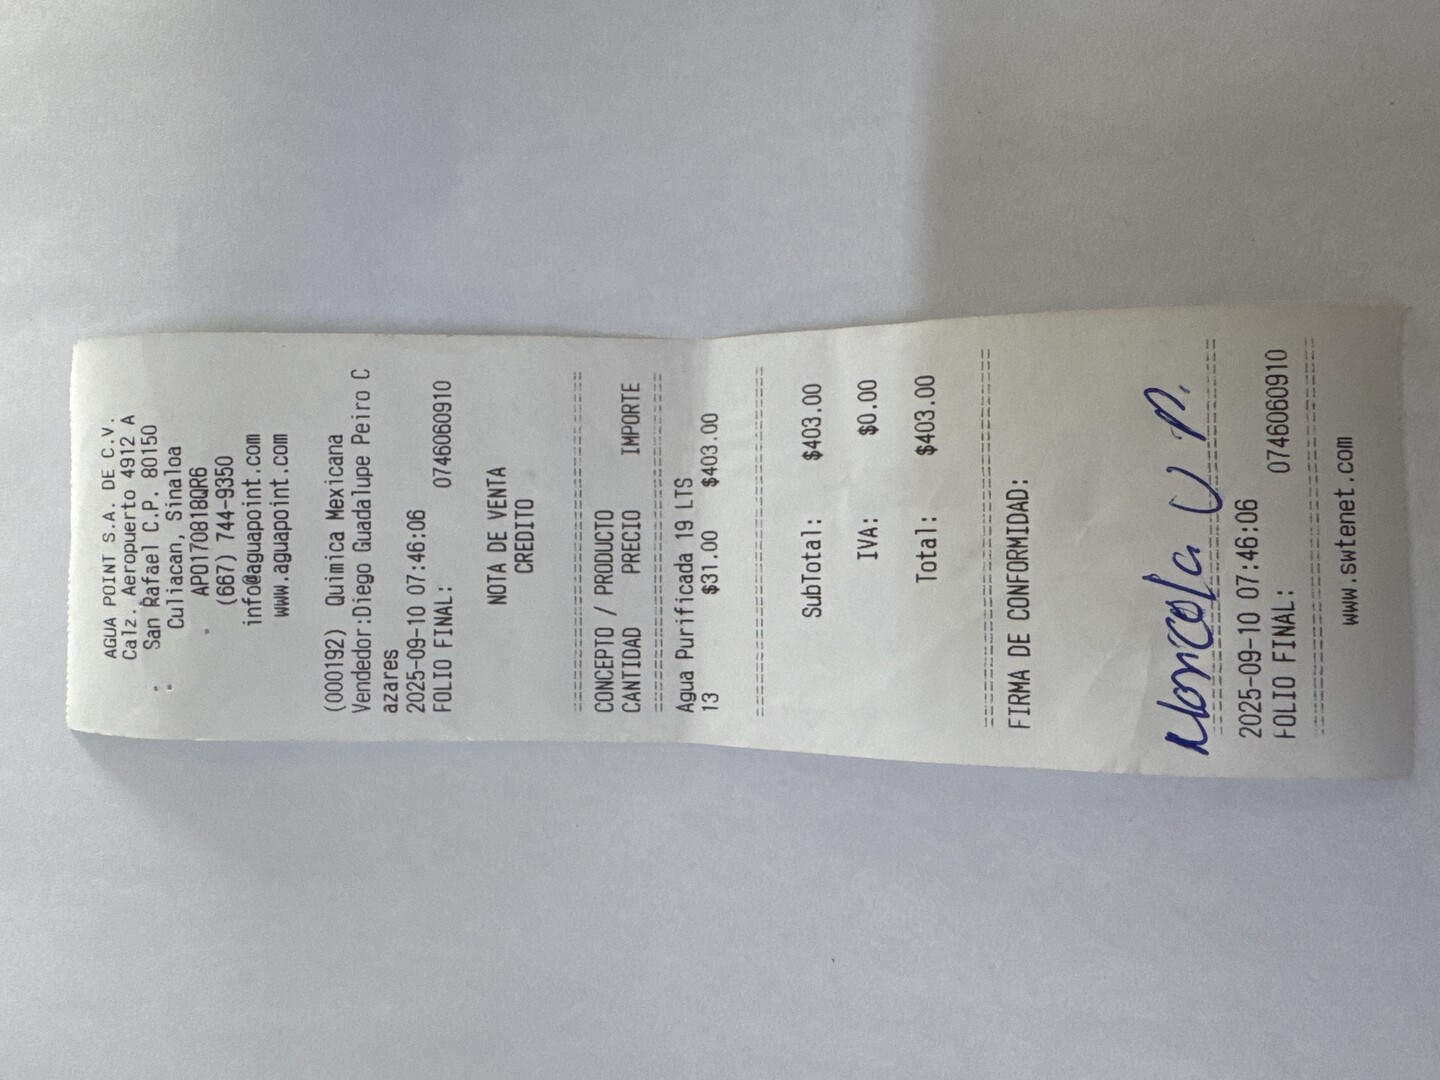 AGUA POINT S.A. DE C.V.
Calz. Aeropuerto 4912 A
San Rafael C.P. 80150
Culiacan, Sinaloa
APO170818QR6
(667) 744-9350
info@aguapoint.com
www.aguapoint.com
(000192) Quimica Mexicana
Vendedor:Diego Guadalupe Peiro C
azares
2025-09-10 07:46:06
FOLIO FINAL: 0746060910
NOTA DE VENTA
CREDITO
================================
CONCEPTO / PRODUCTO
CANTIDAD PRECIO IMPORTE
================================
Agua Purificada 19 LTS
13 $31.00 $403.00
================================
SubTotal: $403.00
IVA: $0.00
Total: $403.00
================================
FIRMA DE CONFORMIDAD:
================================
2025-09-10 07:46:06
FOLIO FINAL: 0746060910
================================
www.swtenet.com